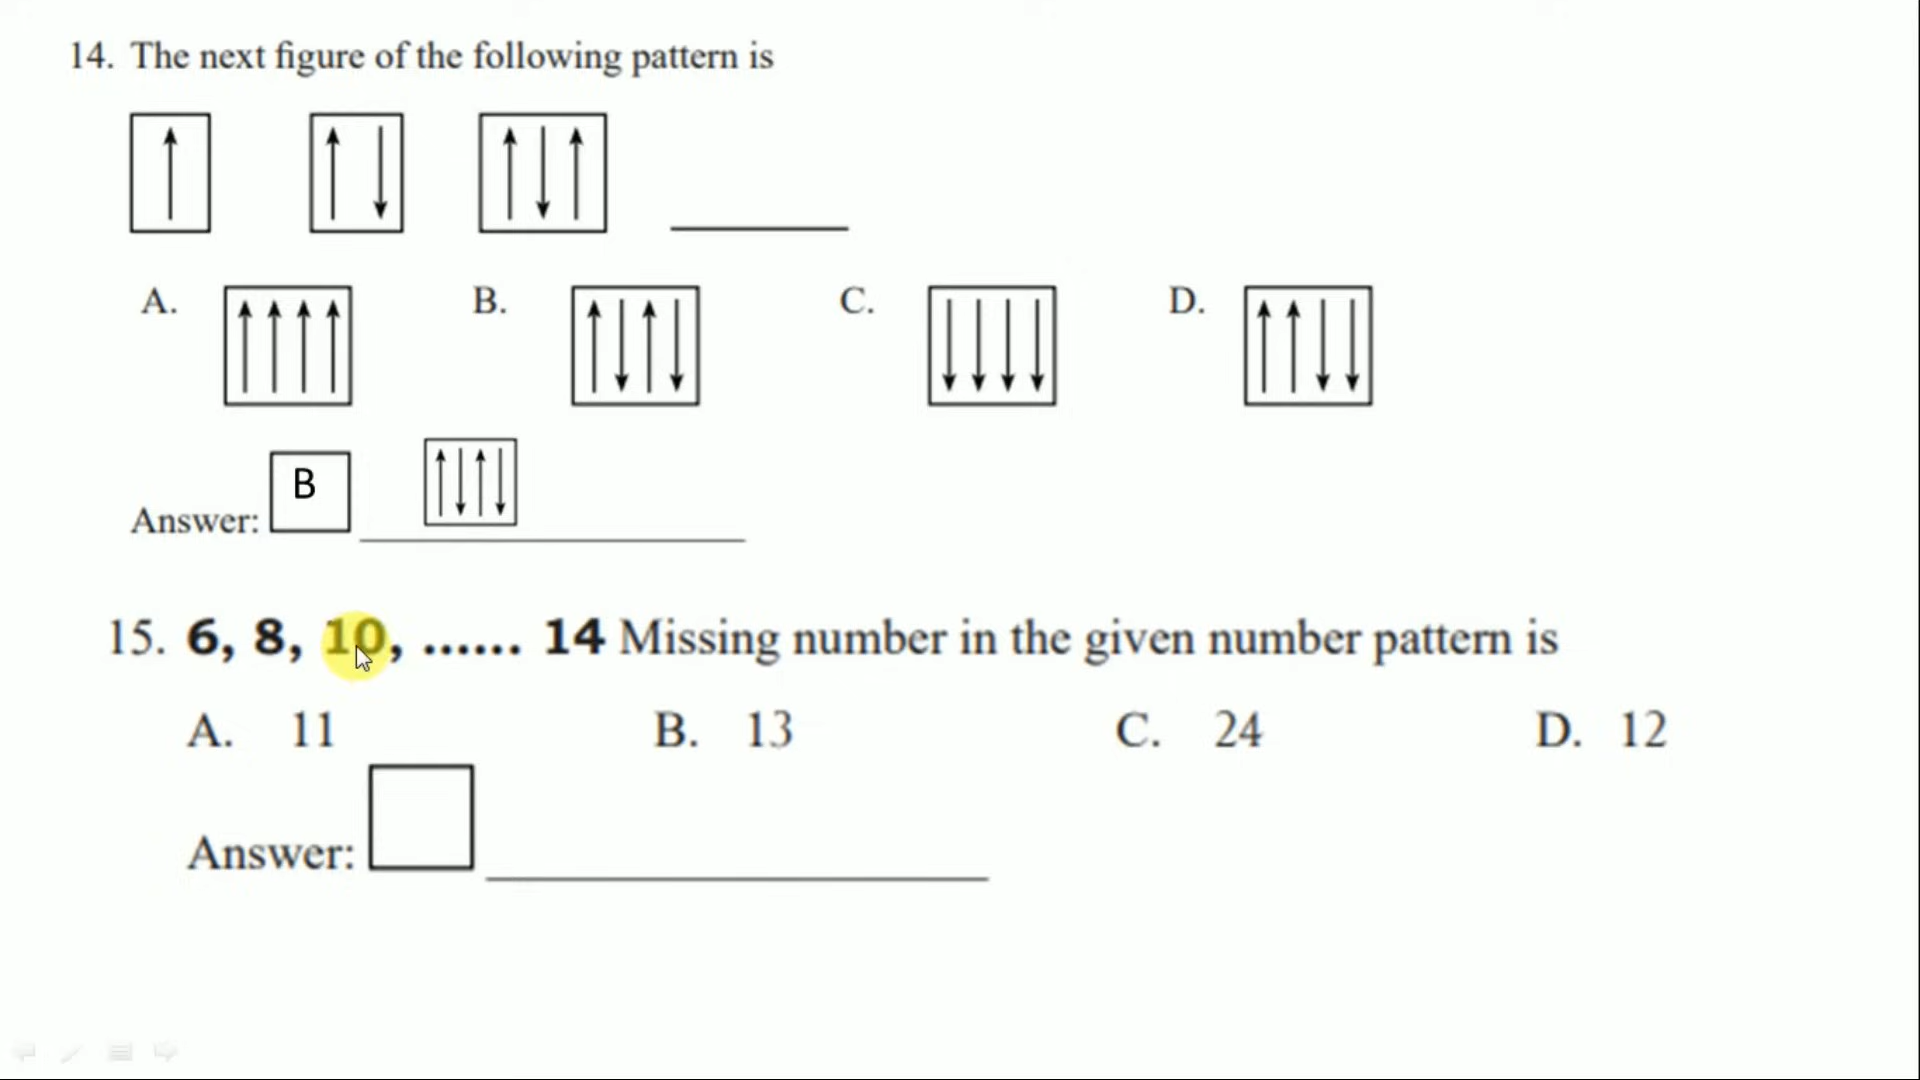 14. The next figure of the following pattern is
A. B. C. D.
Answer: B
15. 6, 8, 10, ...... 14 Missing number in the given number pattern is
A. 11 B. 13 C. 24 D. 12
Answer: